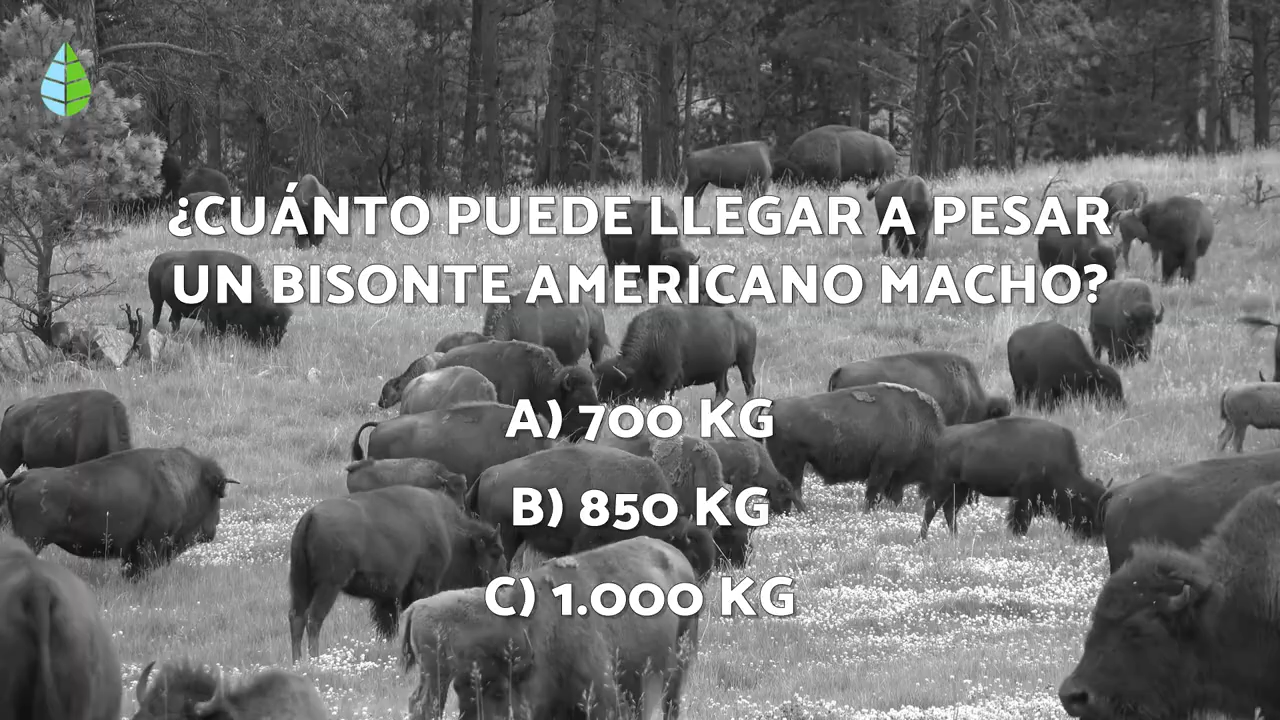 ¿CUÁNTO PUEDE LLEGAR A PESAR
UN BISONTE AMERICANO MACHO?
A) 700 KG
B) 850 KG
C) 1.000 KG